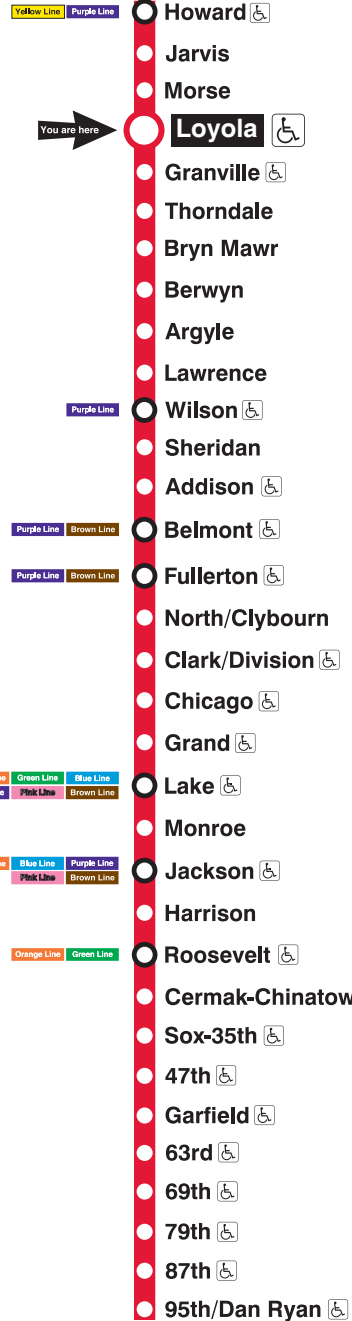 Yellow Line Purple Line Howard
Jarvis
Morse
You are here Loyola
Granville
Thorndale
Bryn Mawr
Berwyn
Argyle
Lawrence
Purple Line Wilson
Sheridan
Addison
Purple Line Brown Line Belmont
Purple Line Brown Line Fullerton
North/Clybourn
Clark/Division
Chicago
Grand
Green Line Blue Line
Lake
Pink Line Brown Line
Monroe
Blue Line Purple Line
Jackson
Pink Line Brown Line
Harrison
Orange Line Green Line Roosevelt
Cermak-Chinatow
Sox-35th
47th
Garfield
63rd
69th
79th
87th
95th/Dan Ryan